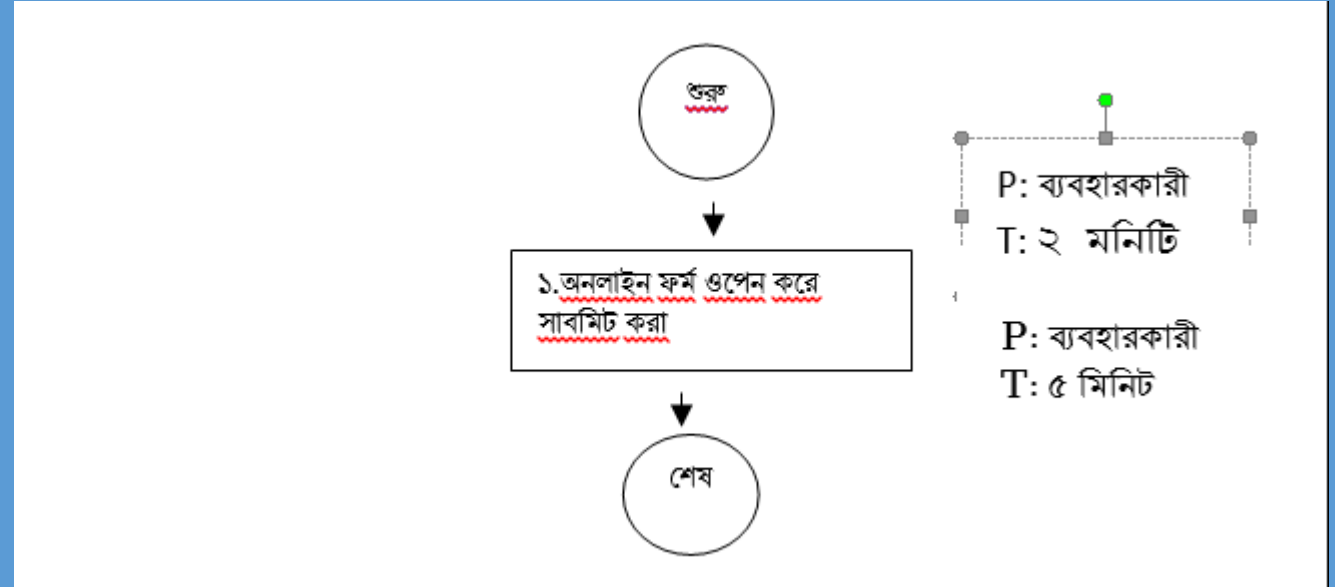 শুরু
P: ব্যবহারকারী
T: ২ মনিটি
১.অনলাইন ফর্ম ওপেন করে
সাবমিট করা
P: ব্যবহারকারী
T: ৫ মিনিট
শেষ